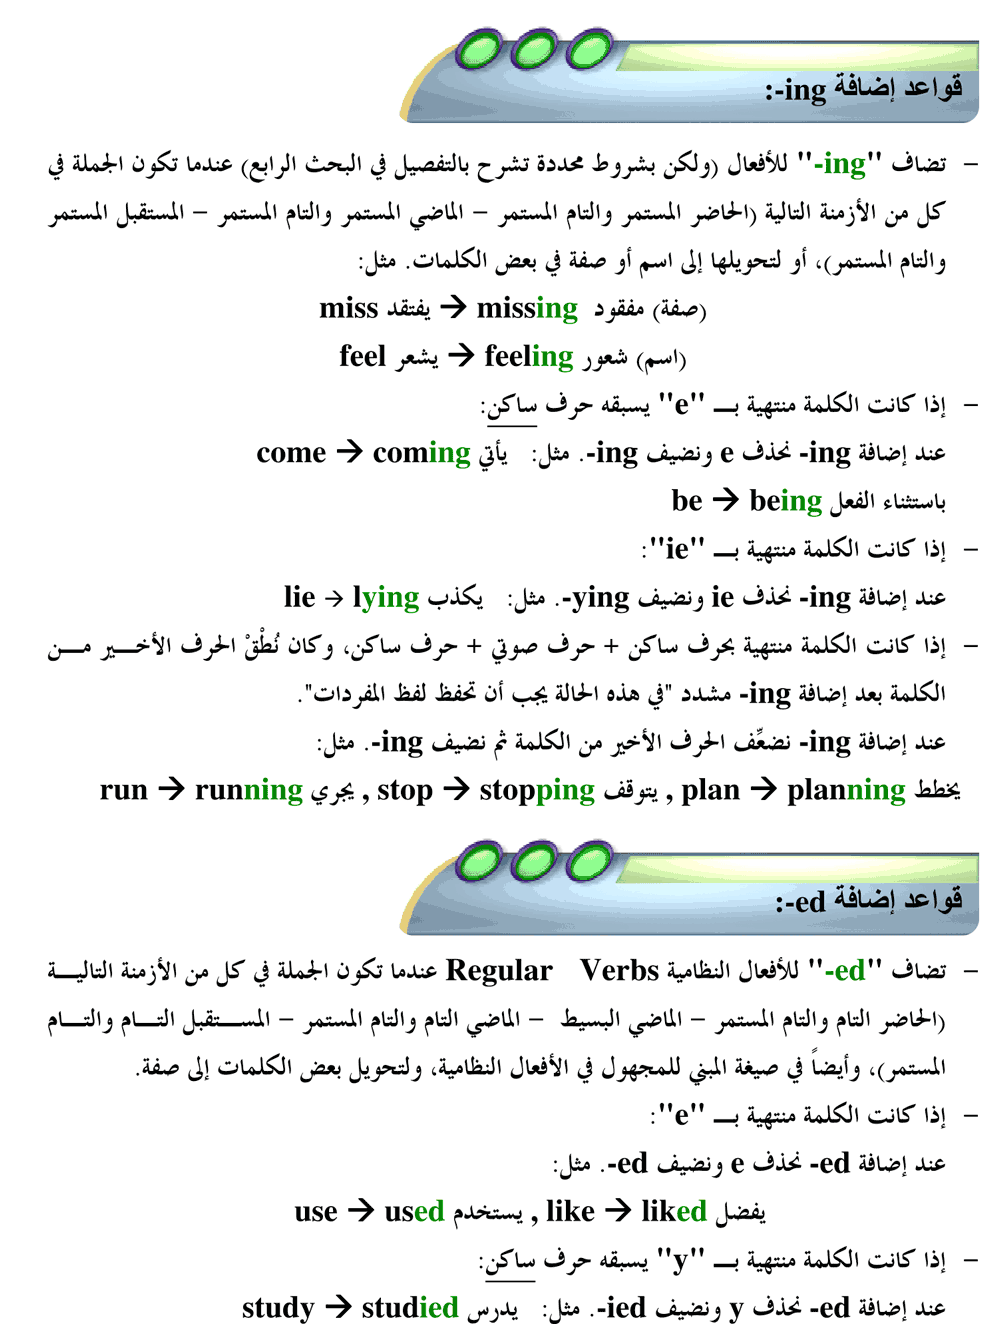 قواعد إضافة ing-:
– تضاف "ing-" للأفعال (ولكن بشروط محددة تشرح بالتفصيل في البحث الرابع) عندما تكون الجملة في
كل من الأزمنة التالية (الحاضر المستمر والتام المستمر – الماضي المستمر والتام المستمر – المستقبل المستمر
والتام المستمر)، أو لتحويلها إلى اسم أو صفة في بعض الكلمات. مثل:
miss يفتقد → missing مفقود (صفة)
feel يشعر → feeling شعور (اسم)
– إذا كانت الكلمة منتهية بـــ "e" يسبقه حرف ساكن:
عند إضافة ing- نحذف e ونضيف ing-. مثل: يأتي come → coming
باستثناء الفعل be → being
– إذا كانت الكلمة منتهية بـــ "ie":
عند إضافة ing- نحذف ie ونضيف ying-. مثل: يكذب lie → lying
– إذا كانت الكلمة منتهية بحرف ساكن + حرف صوتي + حرف ساكن، وكان نُطْقْ الحرف الأخـــير مـــن
الكلمة بعد إضافة ing- مشدد "في هذه الحالة يجب أن تحفظ لفظ المفردات".
عند إضافة ing- نضعِّف الحرف الأخير من الكلمة ثم نضيف ing-. مثل:
run → running يجري , stop → stopping يتوقف , plan → planning يخطط
قواعد إضافة ed-:
– تضاف "ed-" للأفعال النظامية Regular Verbs عندما تكون الجملة في كل من الأزمنة التاليـــة
(الحاضر التام والتام المستمر – الماضي البسيط – الماضي التام والتام المستمر – المســـتقبل التـــام والتـــام
المستمر)، وأيضاً في صيغة المبني للمجهول في الأفعال النظامية، ولتحويل بعض الكلمات إلى صفة.
– إذا كانت الكلمة منتهية بـــ "e":
عند إضافة ed- نحذف e ونضيف ed-. مثل:
use → used يستخدم , like → liked يفضل
– إذا كانت الكلمة منتهية بـــ "y" يسبقه حرف ساكن:
عند إضافة ed- نحذف y ونضيف ied-. مثل: يدرس study → studied